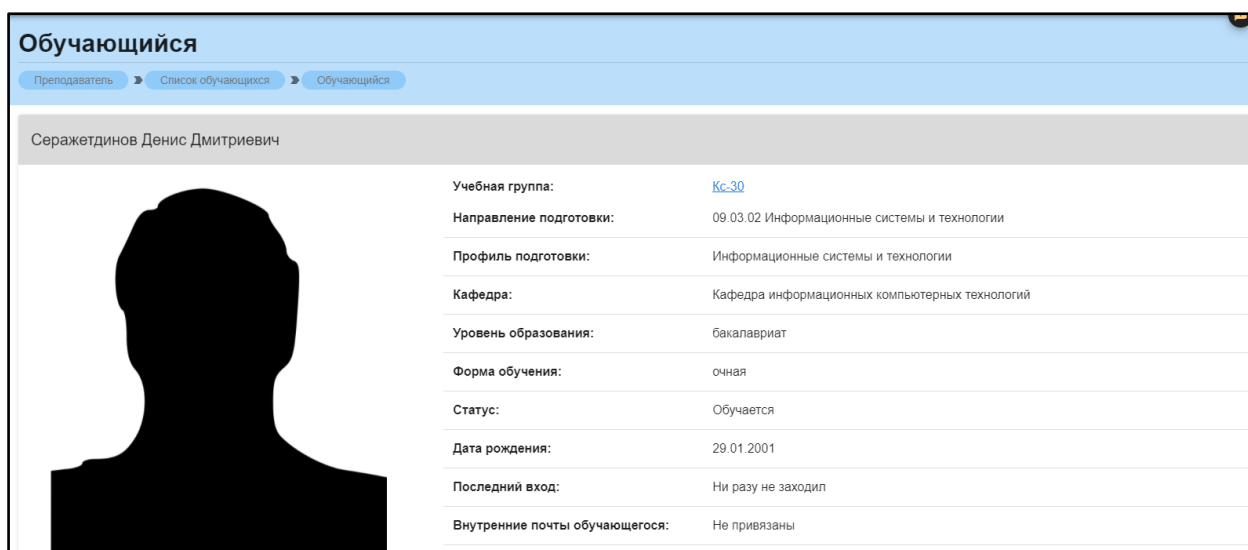 Обучающийся
Преподаватель Список обучающихся Обучающийся
Серажетдинов Денис Дмитриевич
Учебная группа: Кс-30
Направление подготовки: 09.03.02 Информационные системы и технологии
Профиль подготовки: Информационные системы и технологии
Кафедра: Кафедра информационных компьютерных технологий
Уровень образования: бакалавриат
Форма обучения: очная
Статус: Обучается
Дата рождения: 29.01.2001
Последний вход: Ни разу не заходил
Внутренние почты обучающегося: Не привязаны